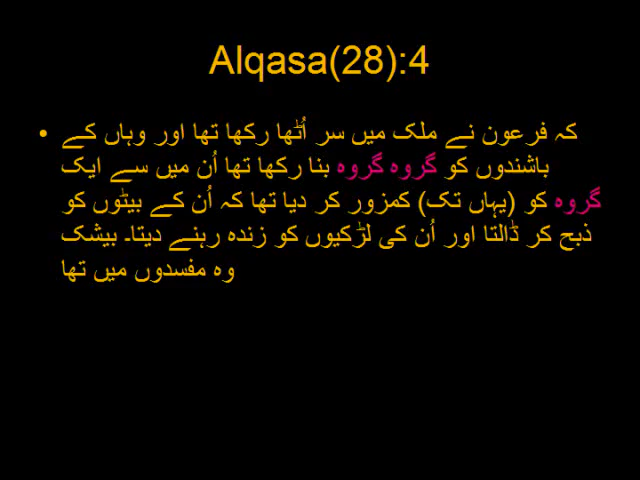 Alqasa(28):4
• کہ فرعون نے ملک میں سر اُٹھا رکھا تھا اور وہاں کے
باشندوں کو گروہ گروہ بنا رکھا تھا اُن میں سے ایک
گروہ کو (یہاں تک) کمزور کر دیا تھا کہ اُن کے بیٹوں کو
ذبح کر ڈالتا اور اُن کی لڑکیوں کو زندہ رہنے دیتا۔ بیشک
وہ مفسدوں میں تھا